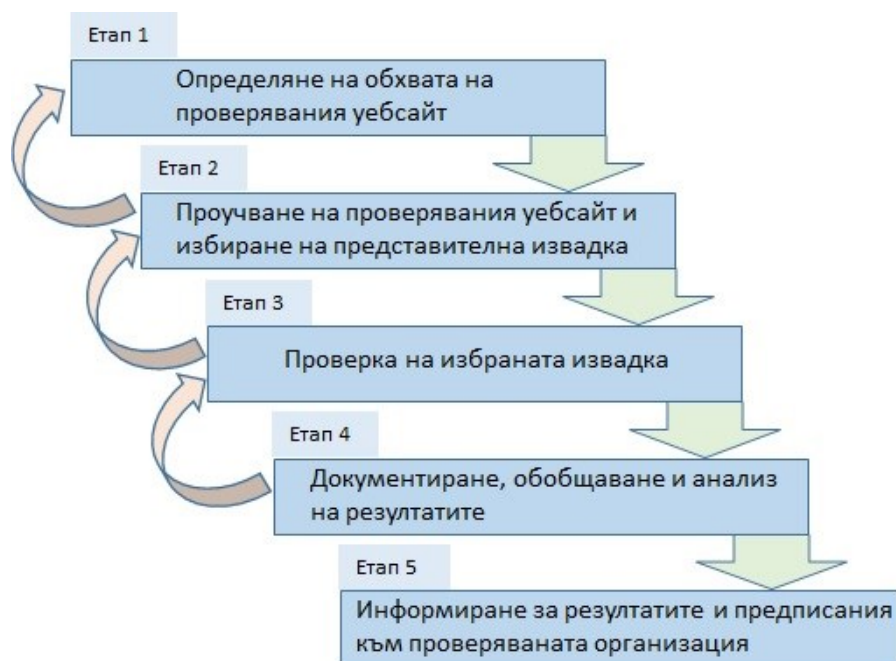 Етап 1
Определяне на обхвата на
проверявания уебсайт
Етап 2
Проучване на проверявания уебсайт и
избиране на представителна извадка
Етап 3
Проверка на избраната извадка
Етап 4
Документиране, обобщаване и анализ
на резултатите
Етап 5
Информиране за резултатите и предписания
към проверяваната организация